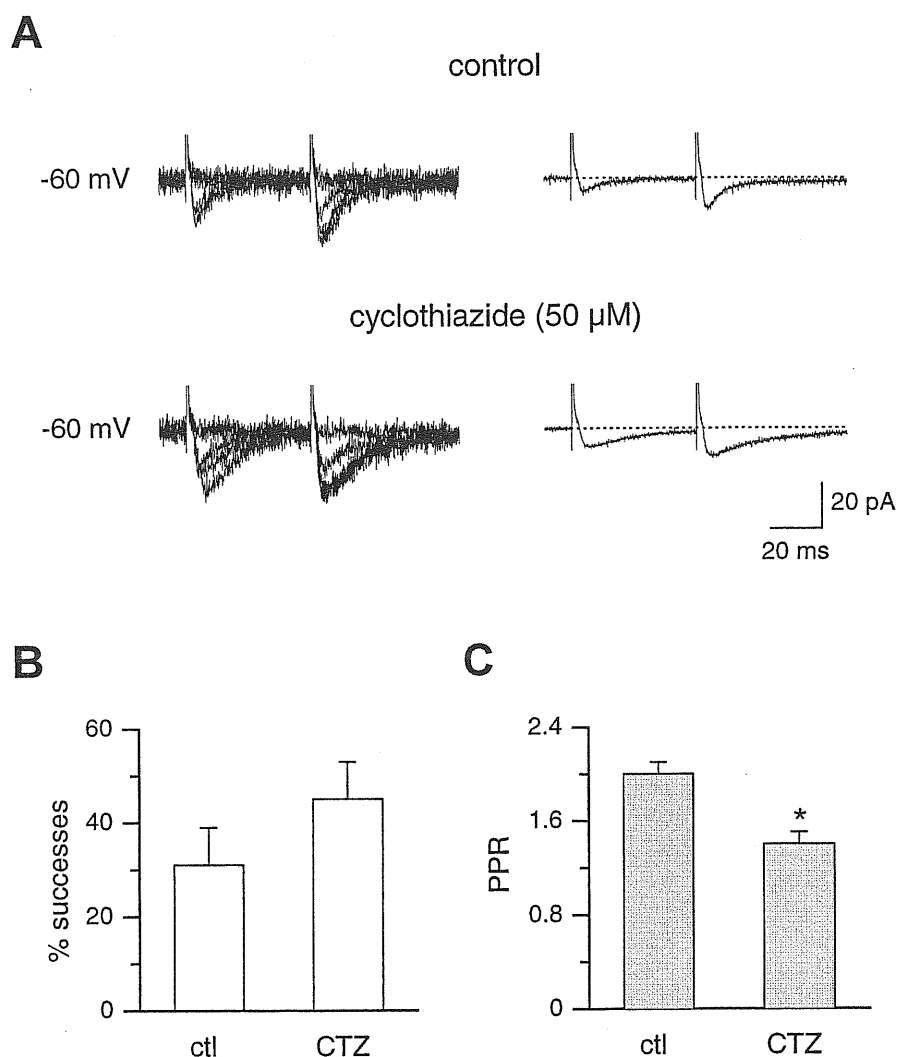 A
control
-60 mV
cyclothiazide (50 µM)
-60 mV
20 pA
20 ms
B
60
40
20
0
% successes
ctl
CTZ
C
2.4
1.6
0.8
0
PPR
*
ctl
CTZ